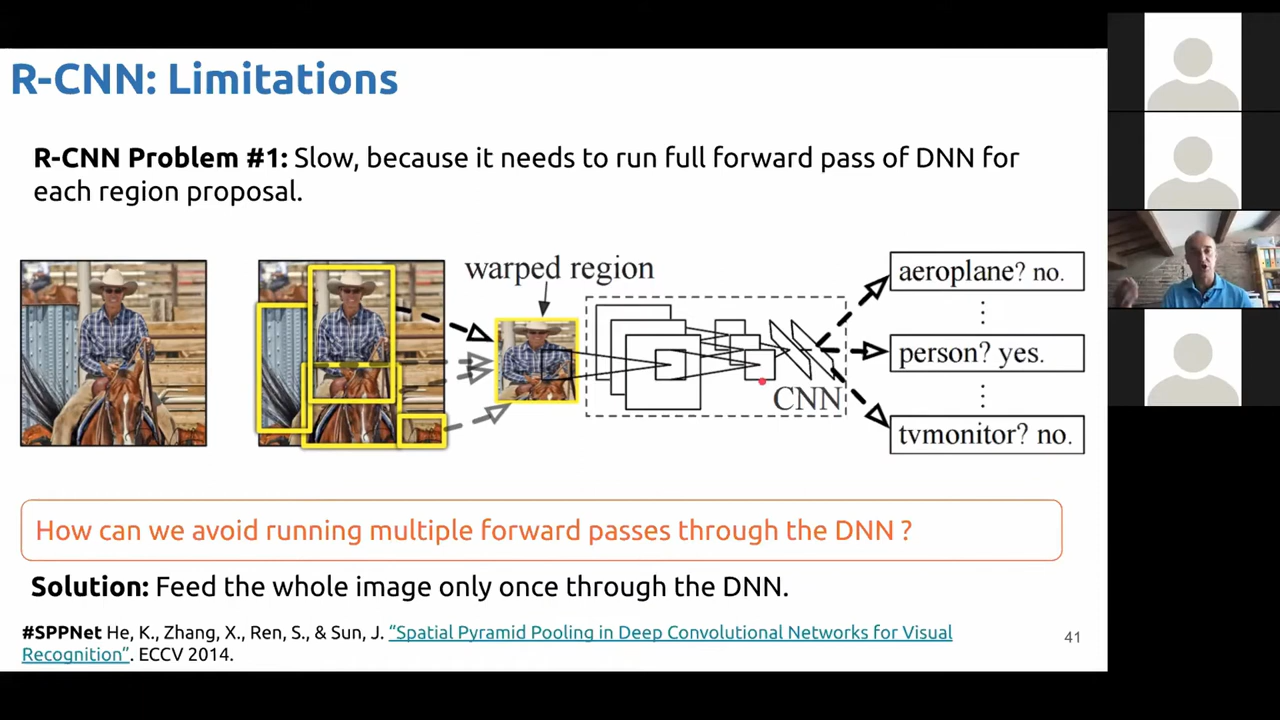 R-CNN: Limitations
R-CNN Problem #1: Slow, because it needs to run full forward pass of DNN for
each region proposal.
warped region
aeroplane? no.
⋮
person? yes.
⋮
tvmonitor? no.
CNN
How can we avoid running multiple forward passes through the DNN ?
Solution: Feed the whole image only once through the DNN.
#SPPNet He, K., Zhang, X., Ren, S., & Sun, J. “Spatial Pyramid Pooling in Deep Convolutional Networks for Visual
Recognition”. ECCV 2014.
41